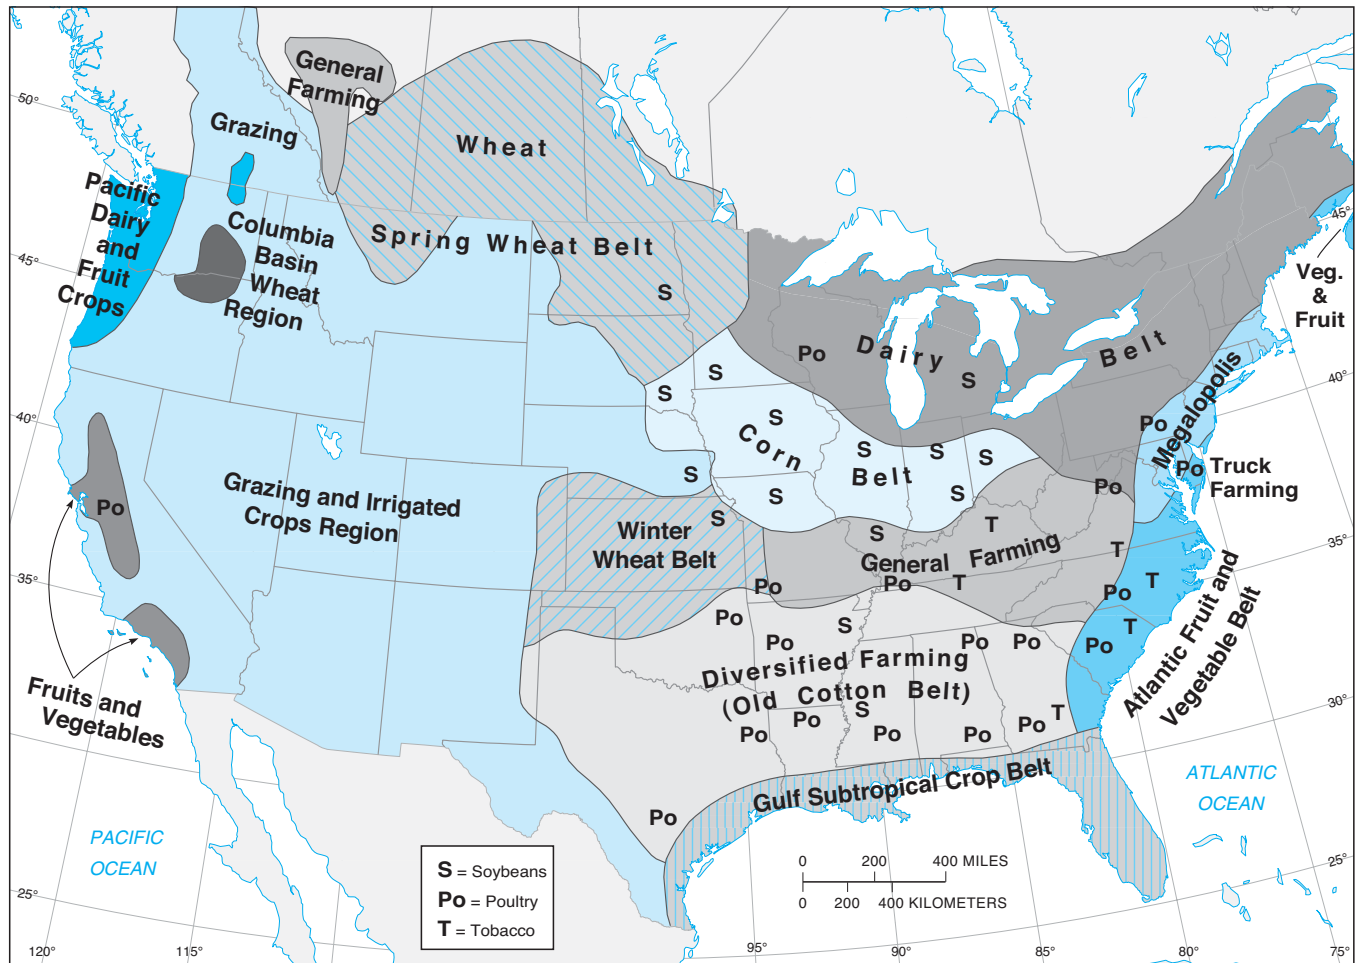 General
Farming
50°
Grazing
Wheat
Pacific
Dairy
and
Fruit
Crops
Columbia
Basin
Wheat
Region
Spring Wheat Belt
45°
45°
Veg.
&
Fruit
S
Po
Dairy
Belt
S
S
S
40°
40°
S
Corn
Belt
S
S
S
S
S
S
S
Po
Megalopolis
Po
Truck
Farming
Po
Grazing and Irrigated
Crops Region
Po
Winter
Wheat Belt
S
T
General Farming
T
35°
35°
Po
Po
T
T
Po
T
Po
Atlantic Fruit and
Vegetable Belt
Po
Po
S
Po
Po
Diversified Farming
(Old Cotton Belt)
Po
Po
S
Po
Po
Po
T
30°
Fruits and
Vegetables
Gulf Subtropical Crop Belt
Po
PACIFIC
OCEAN
ATLANTIC
OCEAN
S = Soybeans
Po = Poultry
T = Tobacco
0 200 400 MILES
0 200 400 KILOMETERS
25°
25°
120°
115°
95°
90°
85°
80°
75°